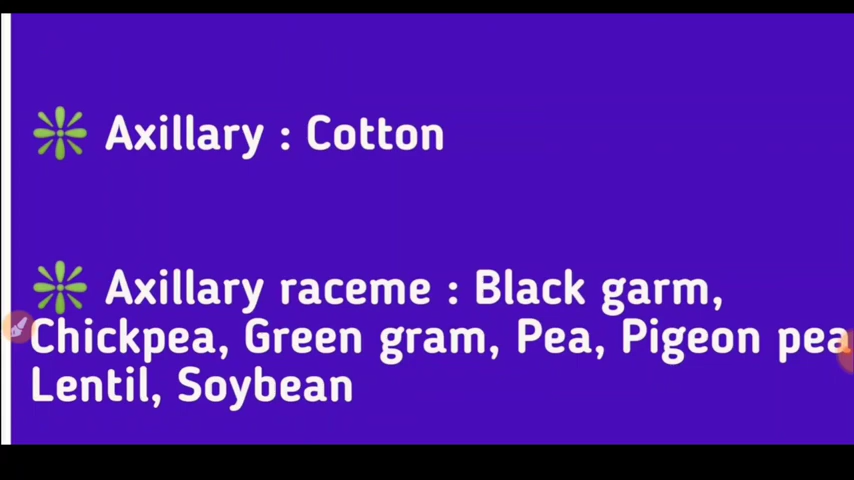 Axillary : Cotton
Axillary raceme : Black garm,
Chickpea, Green gram, Pea, Pigeon pea
Lentil, Soybean